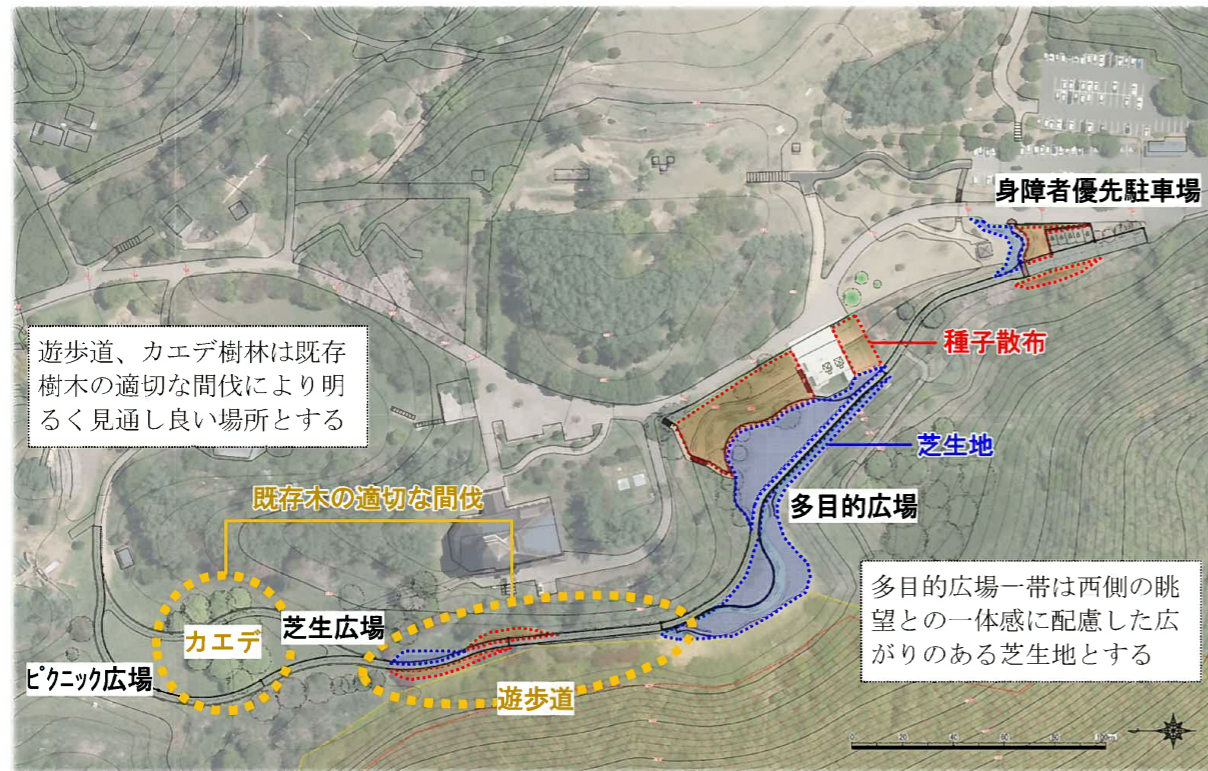 身障者優先駐車場
種子散布
遊歩道、カエデ樹林は既存
樹木の適切な間伐により明
るく見通し良い場所とする
芝生地
既存木の適切な間伐
多目的広場
多目的広場一帯は西側の眺
望との一体感に配慮した広
がりのある芝生地とする
芝生広場
カエデ
ﾋﾟｸﾆｯｸ広場
遊歩道
0 20 40 60 80